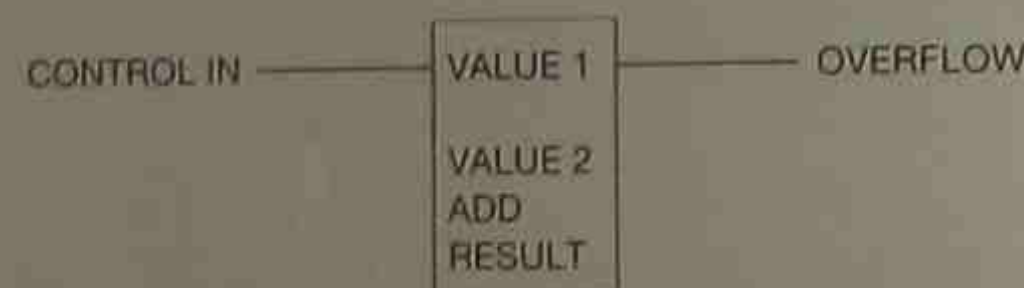 CONTROL IN VALUE 1 OVERFLOW
VALUE 2
ADD
RESULT